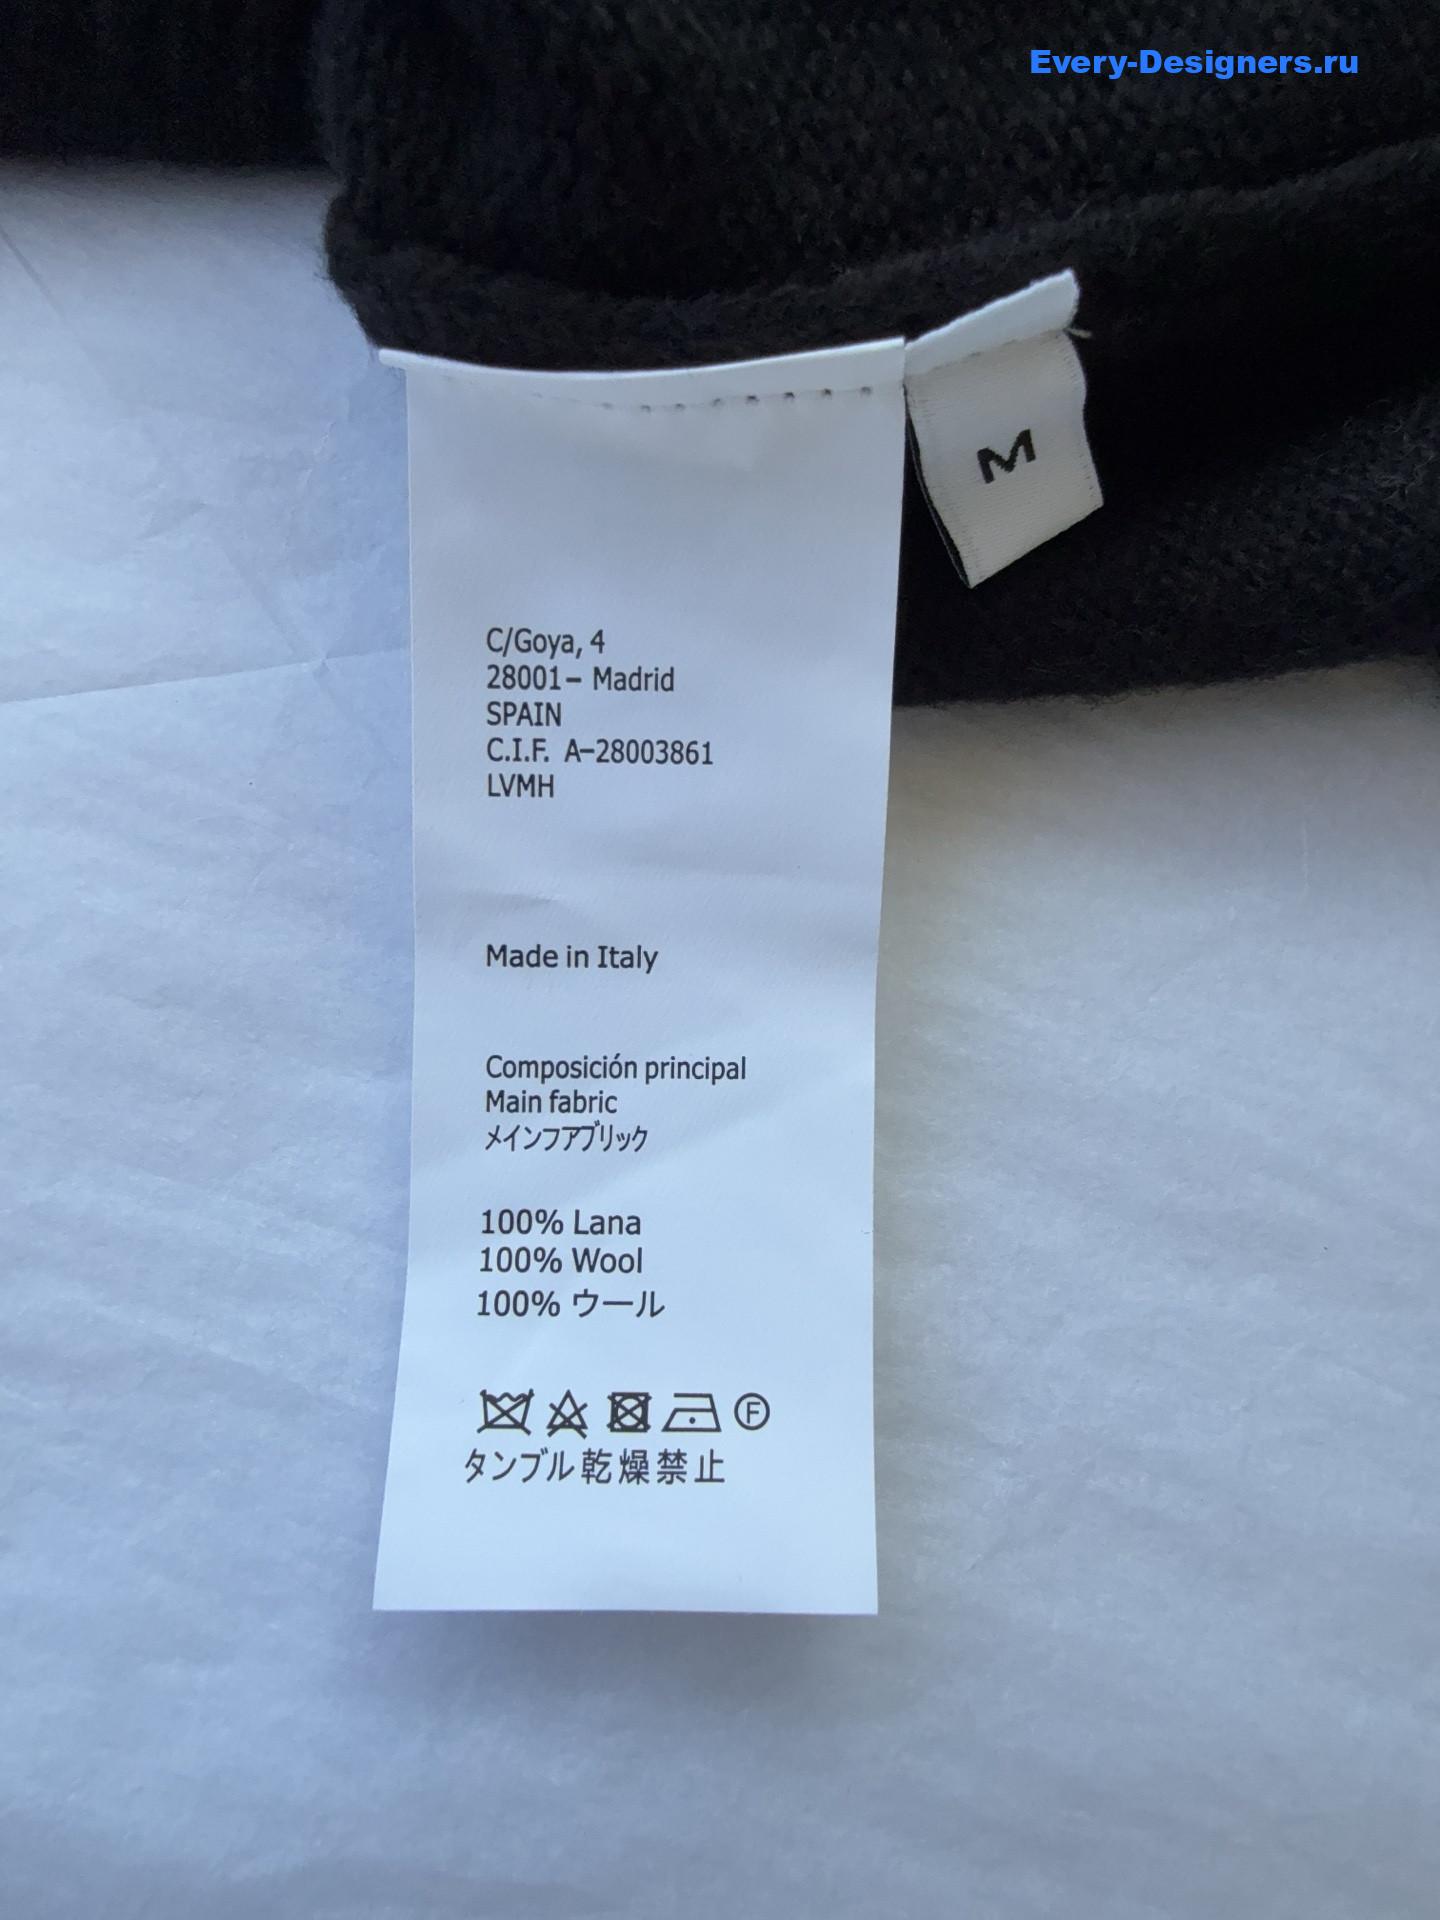 Every-Designers.ru
M
C/Goya, 4
28001– Madrid
SPAIN
C.I.F. A–28003861
LVMH
Made in Italy
Composición principal
Main fabric
メインフアブリック
100% Lana
100% Wool
100% ウール
F
タンブル乾燥禁止